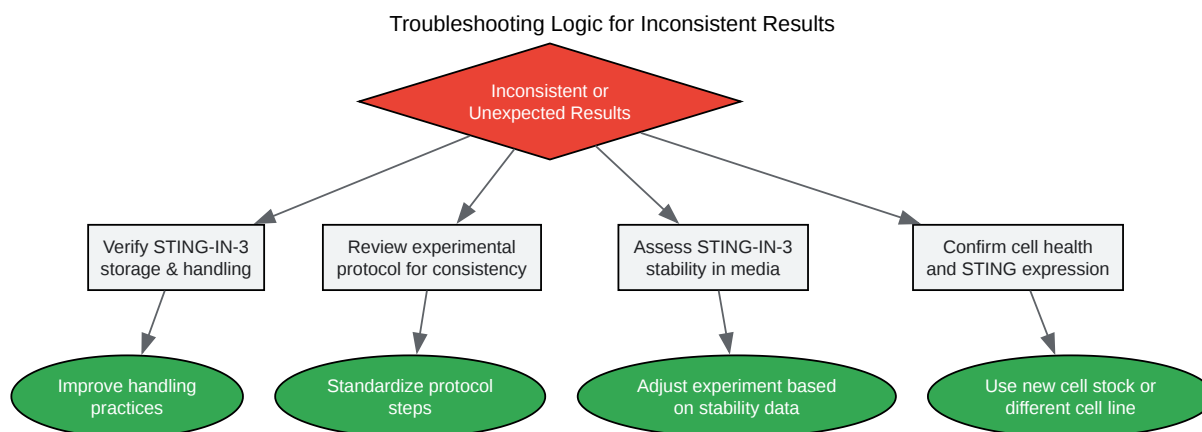 Troubleshooting Logic for Inconsistent Results
Inconsistent or
Unexpected Results
Verify STING-IN-3
storage & handling
Review experimental
protocol for consistency
Assess STING-IN-3
stability in media
Confirm cell health
and STING expression
Improve handling
practices
Standardize protocol
steps
Adjust experiment based
on stability data
Use new cell stock or
different cell line